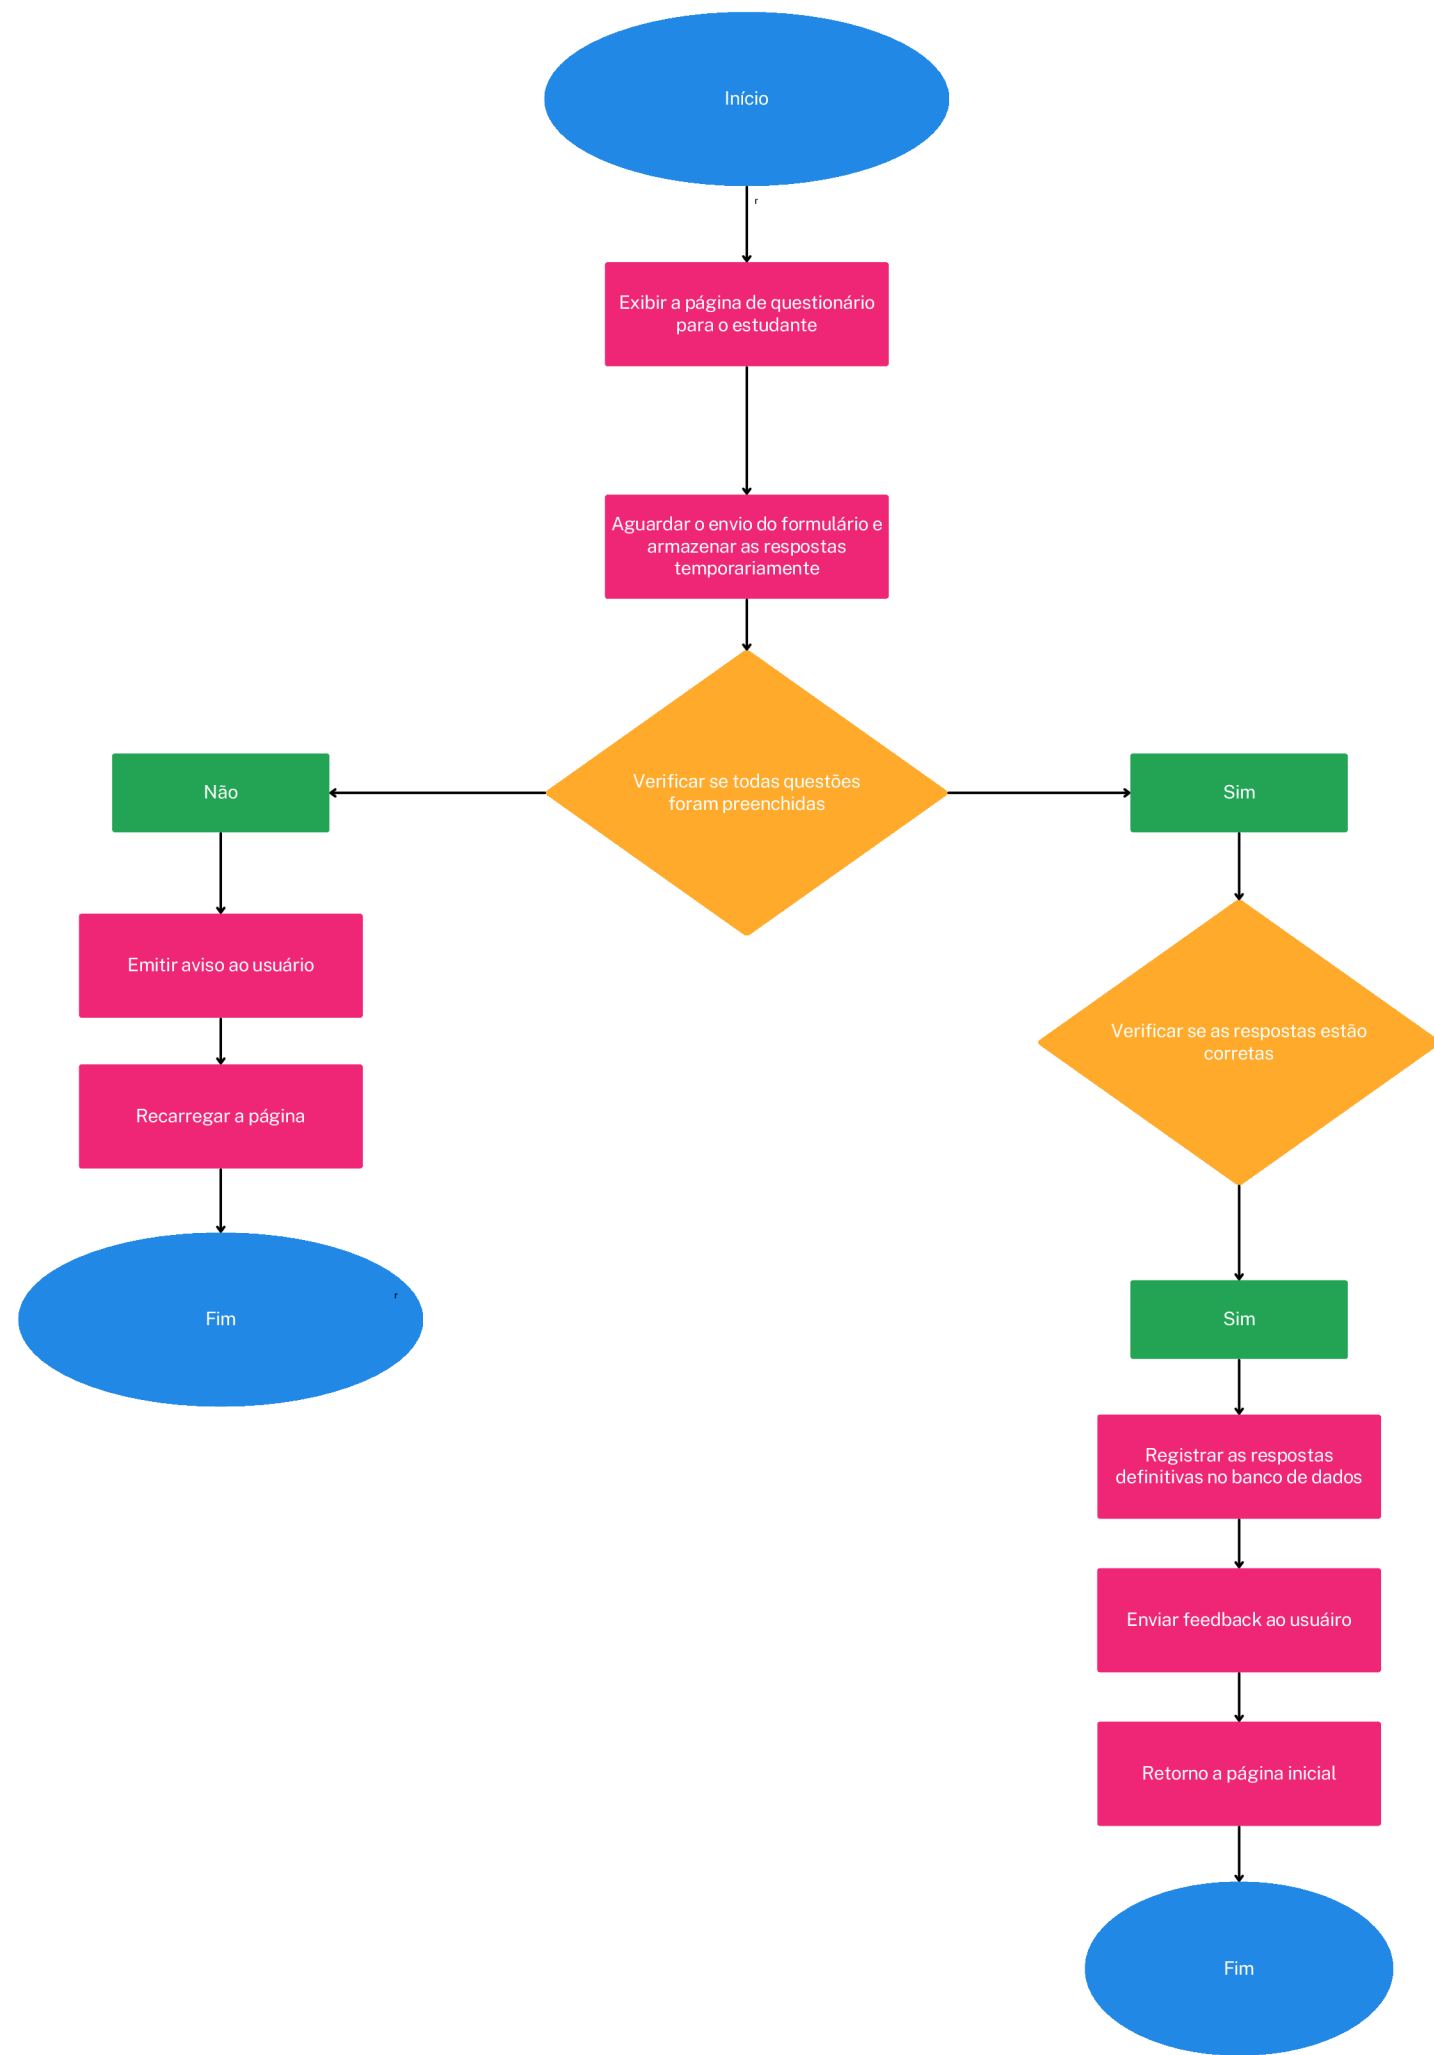 Início
r
Exibir a página de questionário
para o estudante
Aguardar o envio do formulário e
armazenar as respostas
temporariamente
Verificar se todas questões
foram preenchidas
Não
Sim
Emitir aviso ao usuário
Verificar se as respostas estão
corretas
Recarregar a página
r
Fim
Sim
Registrar as respostas
definitivas no banco de dados
Enviar feedback ao usuáiro
Retorno a página inicial
Fim